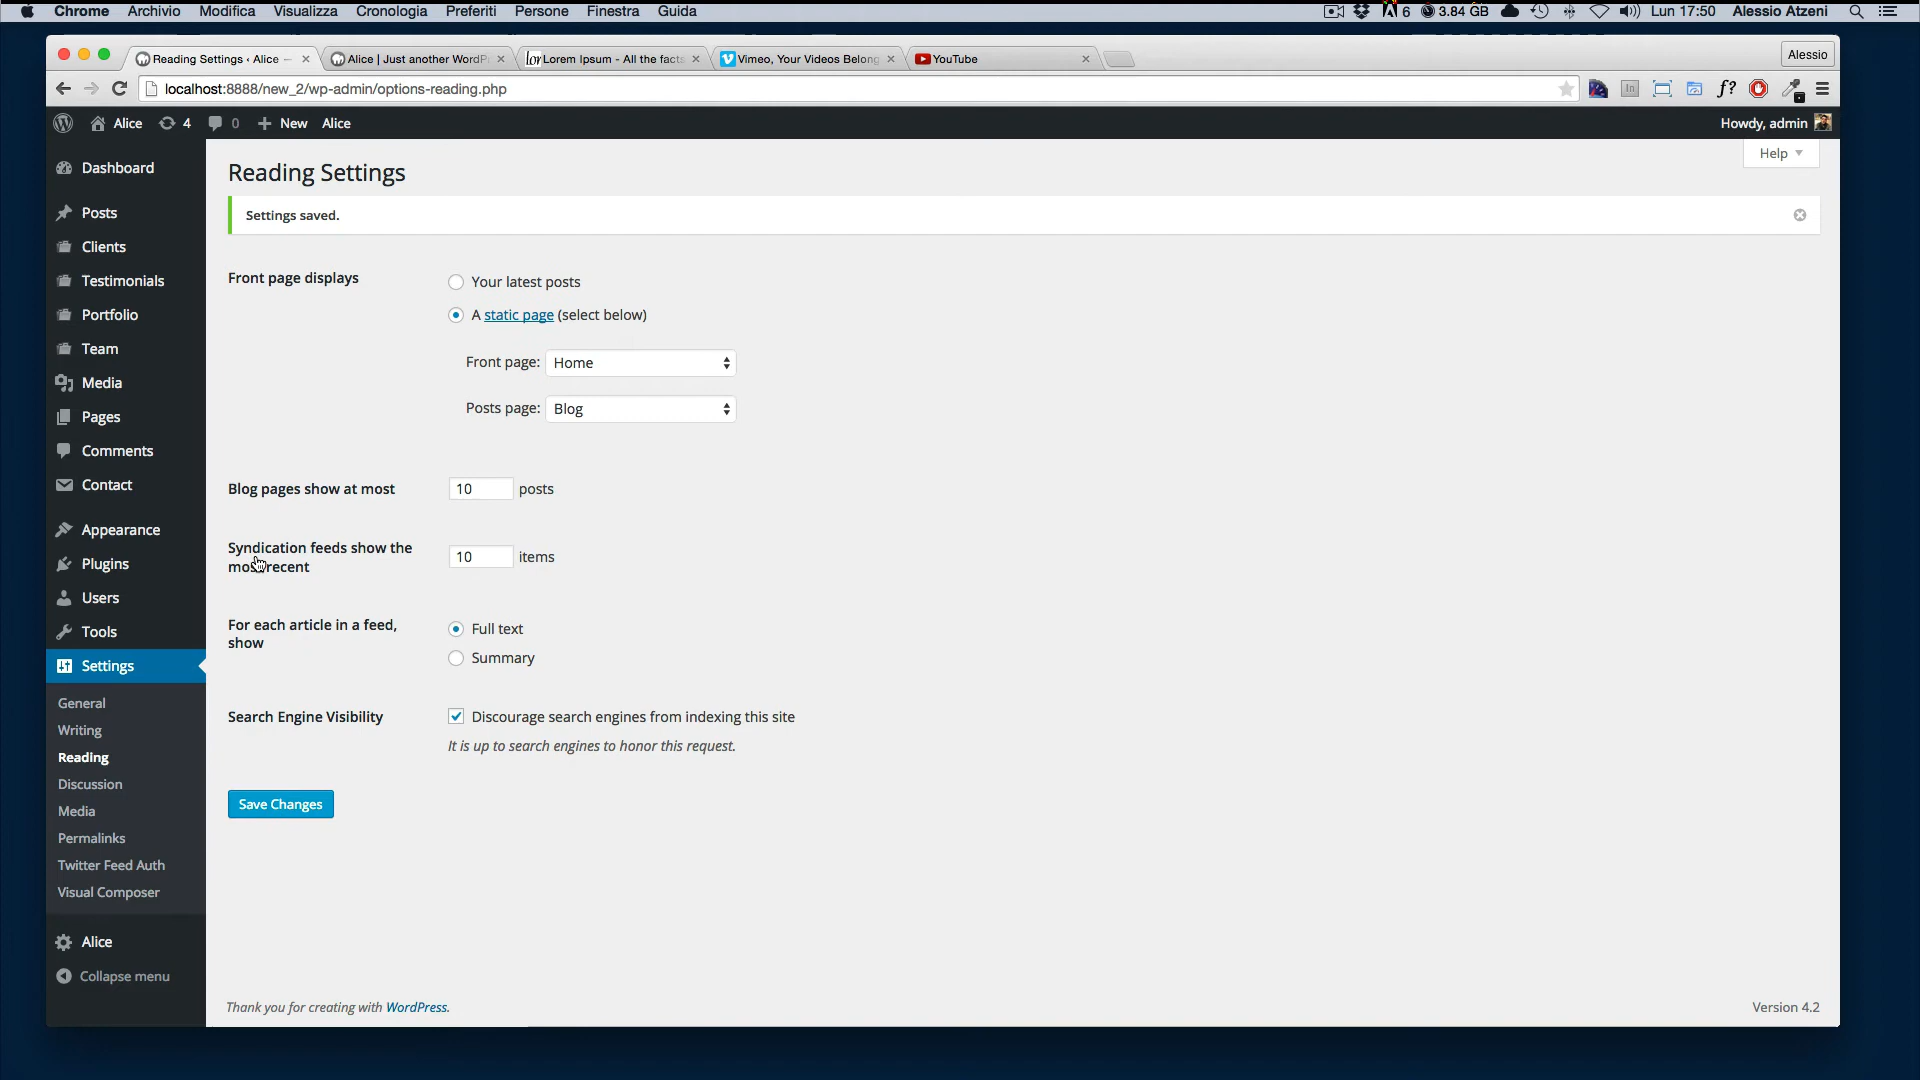 Chrome Archivio Modifica Visualizza Cronologia Preferiti Persone Finestra Guida 6 3.84 GB Lun 17:50 Alessio Atzeni
Reading Settings ‹ Alice — Alice | Just another WordP Lorem Ipsum - All the facts Vimeo, Your Videos Belong YouTube Alessio
localhost:8888/new_2/wp-admin/options-reading.php f?
Alice 4 0 New Alice Howdy, admin
Help
Dashboard
Posts
Clients
Testimonials
Portfolio
Team
Media
Pages
Comments
Contact
Appearance
Plugins
Users
Tools
Settings
General
Writing
Reading
Discussion
Media
Permalinks
Twitter Feed Auth
Visual Composer
Alice
Collapse menu
Reading Settings
Settings saved.
Front page displays
Your latest posts
A static page (select below)
Front page: Home
Posts page: Blog
Blog pages show at most 10 posts
Syndication feeds show the
most recent
10 items
For each article in a feed,
show
Full text
Summary
Search Engine Visibility
Discourage search engines from indexing this site
It is up to search engines to honor this request.
Save Changes
Thank you for creating with WordPress. Version 4.2